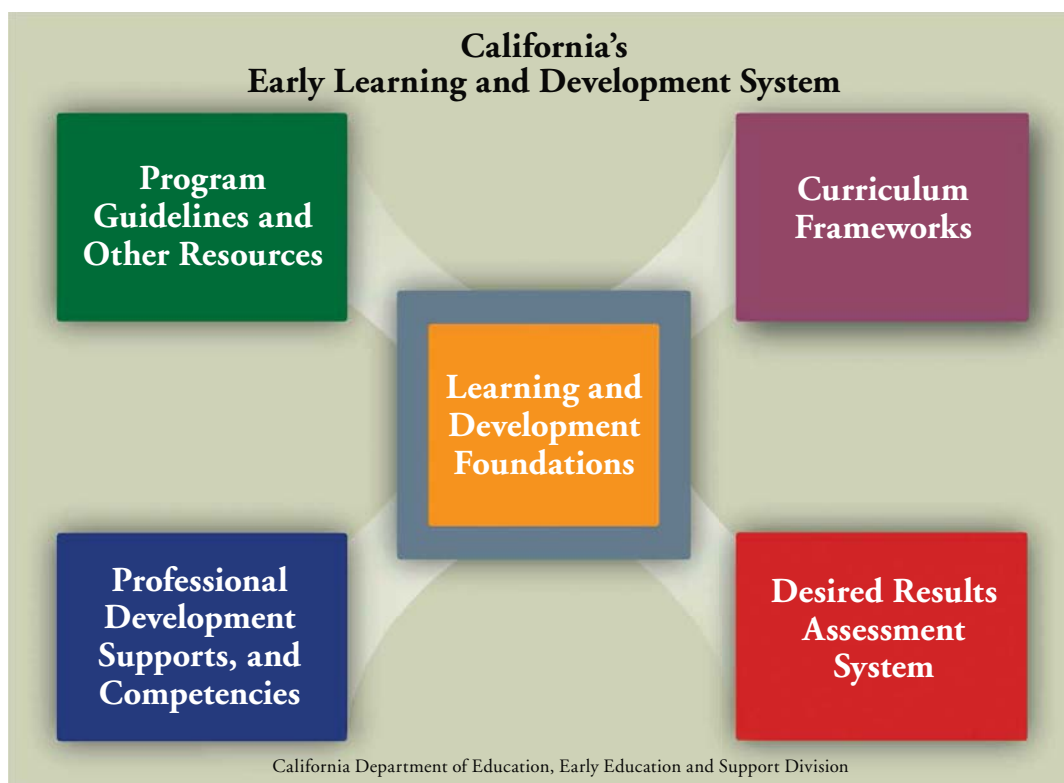 California's
Early Learning and Development System
Program
Guidelines and
Other Resources
Curriculum
Frameworks
Learning and
Development
Foundations
Professional
Development
Supports, and
Competencies
Desired Results
Assessment
System
California Department of Education, Early Education and Support Division